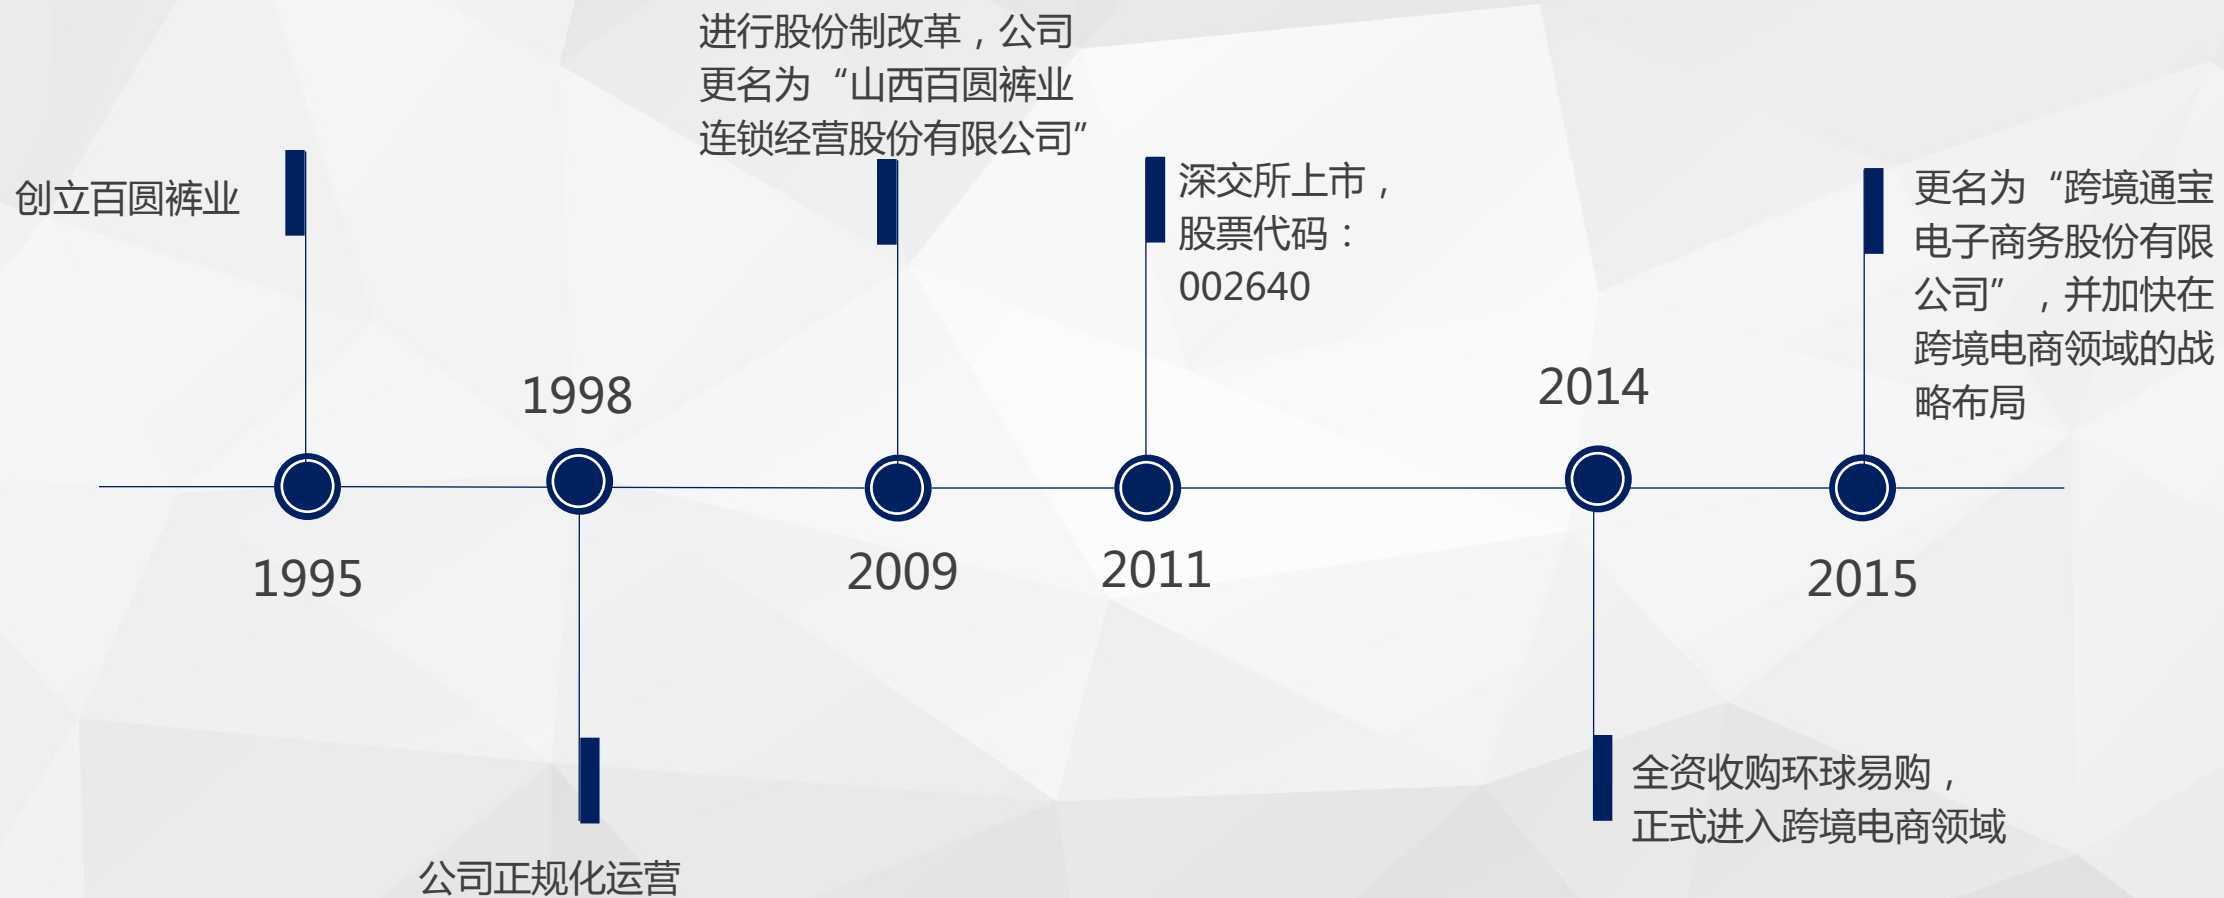 进行股份制改革，公司
更名为“山西百圆裤业
连锁经营股份有限公司”
创立百圆裤业
深交所上市，
股票代码：
002640
更名为“跨境通宝
电子商务股份有限
公司”，并加快在
跨境电商领域的战
略布局
1998
2014
1995
2009
2011
2015
全资收购环球易购，
正式进入跨境电商领域
公司正规化运营